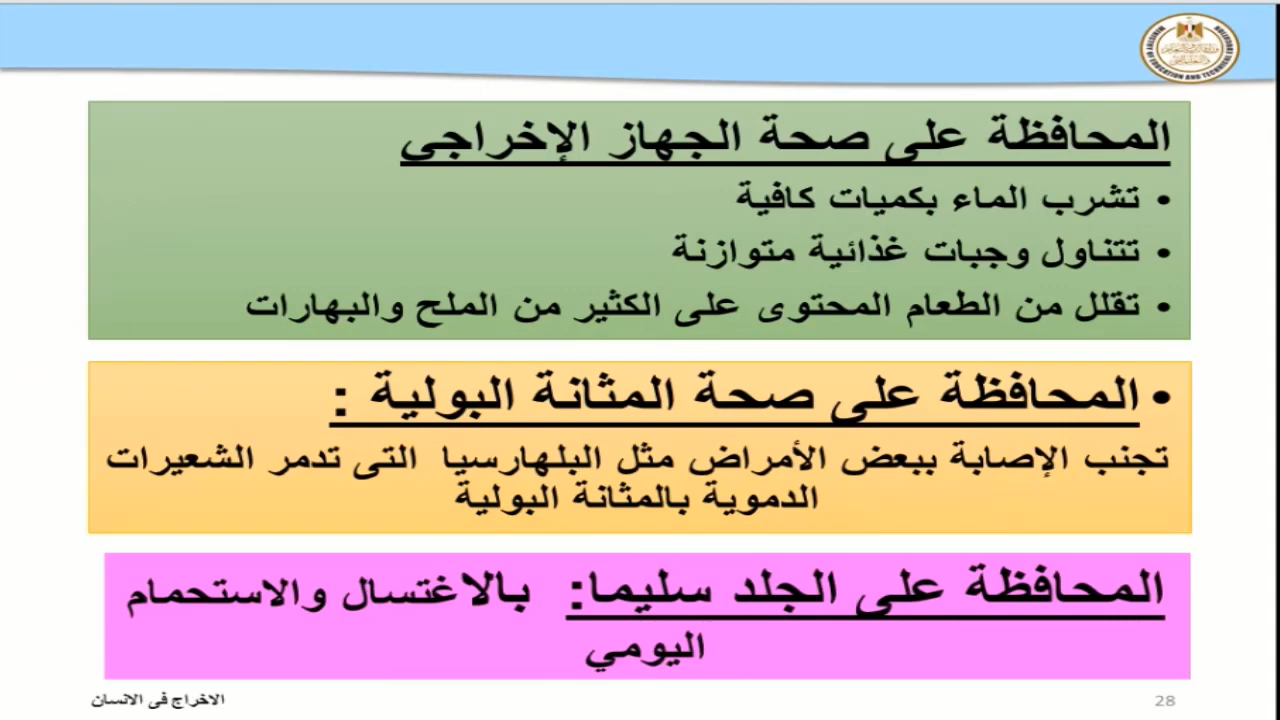 المحافظة على صحة الجهاز الإخراجي
• تشرب الماء بكميات كافية
• تتناول وجبات غذائية متوازنة
• تقلل من الطعام المحتوى على الكثير من الملح والبهارات
• المحافظة على صحة المثانة البولية :
تجنب الإصابة ببعض الأمراض مثل البلهارسيا التى تدمر الشعيرات
الدموية بالمثانة البولية
المحافظة على الجلد سليما: بالاغتسال والاستحمام
اليومي
28
الاخراج فى الانسان